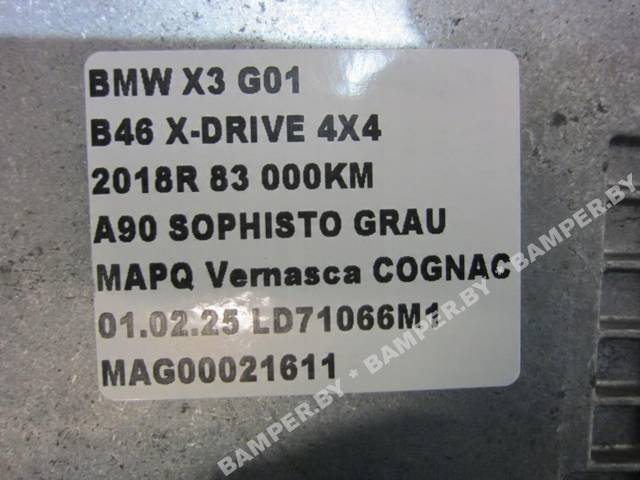 BMW X3 G01
B46 X-DRIVE 4X4
2018R 83 000KM
A90 SOPHISTO GRAU
MAPQ Vernasca COGNAC
01.02.25 LD71066M1
MAG00021611
BAMPER.BY * BAMPER.BY * BAMPER.BY